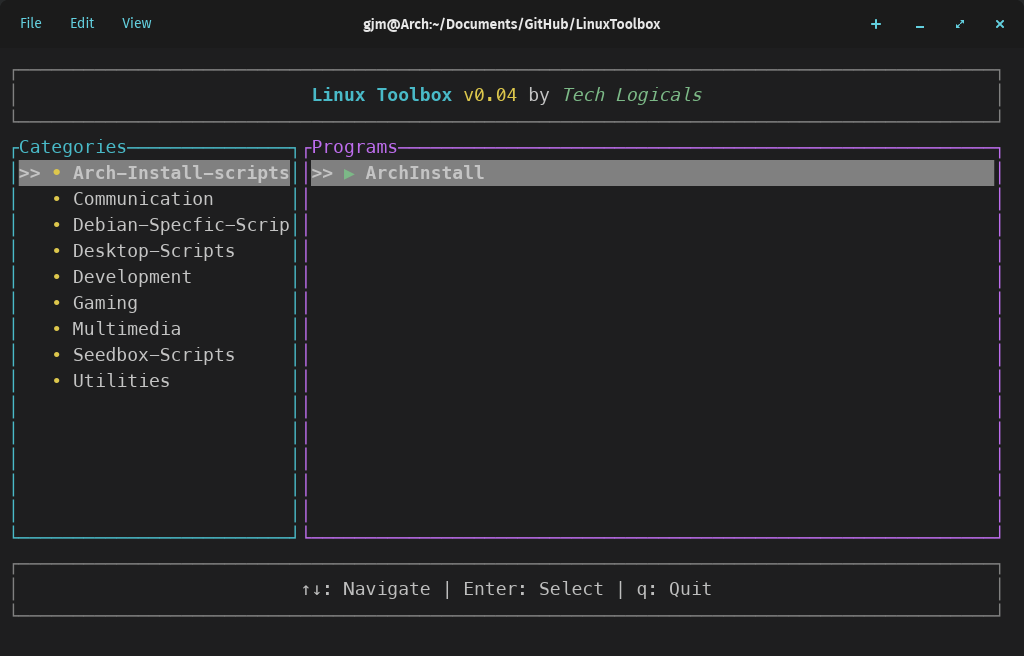 File Edit View gjm@Arch:~/Documents/GitHub/LinuxToolbox
Linux Toolbox v0.04 by Tech Logicals
Categories
>> • Arch-Install-scripts
• Communication
• Debian-Specfic-Scrip
• Desktop-Scripts
• Development
• Gaming
• Multimedia
• Seedbox-Scripts
• Utilities
Programs
>> ▶ ArchInstall
↑↓: Navigate | Enter: Select | q: Quit